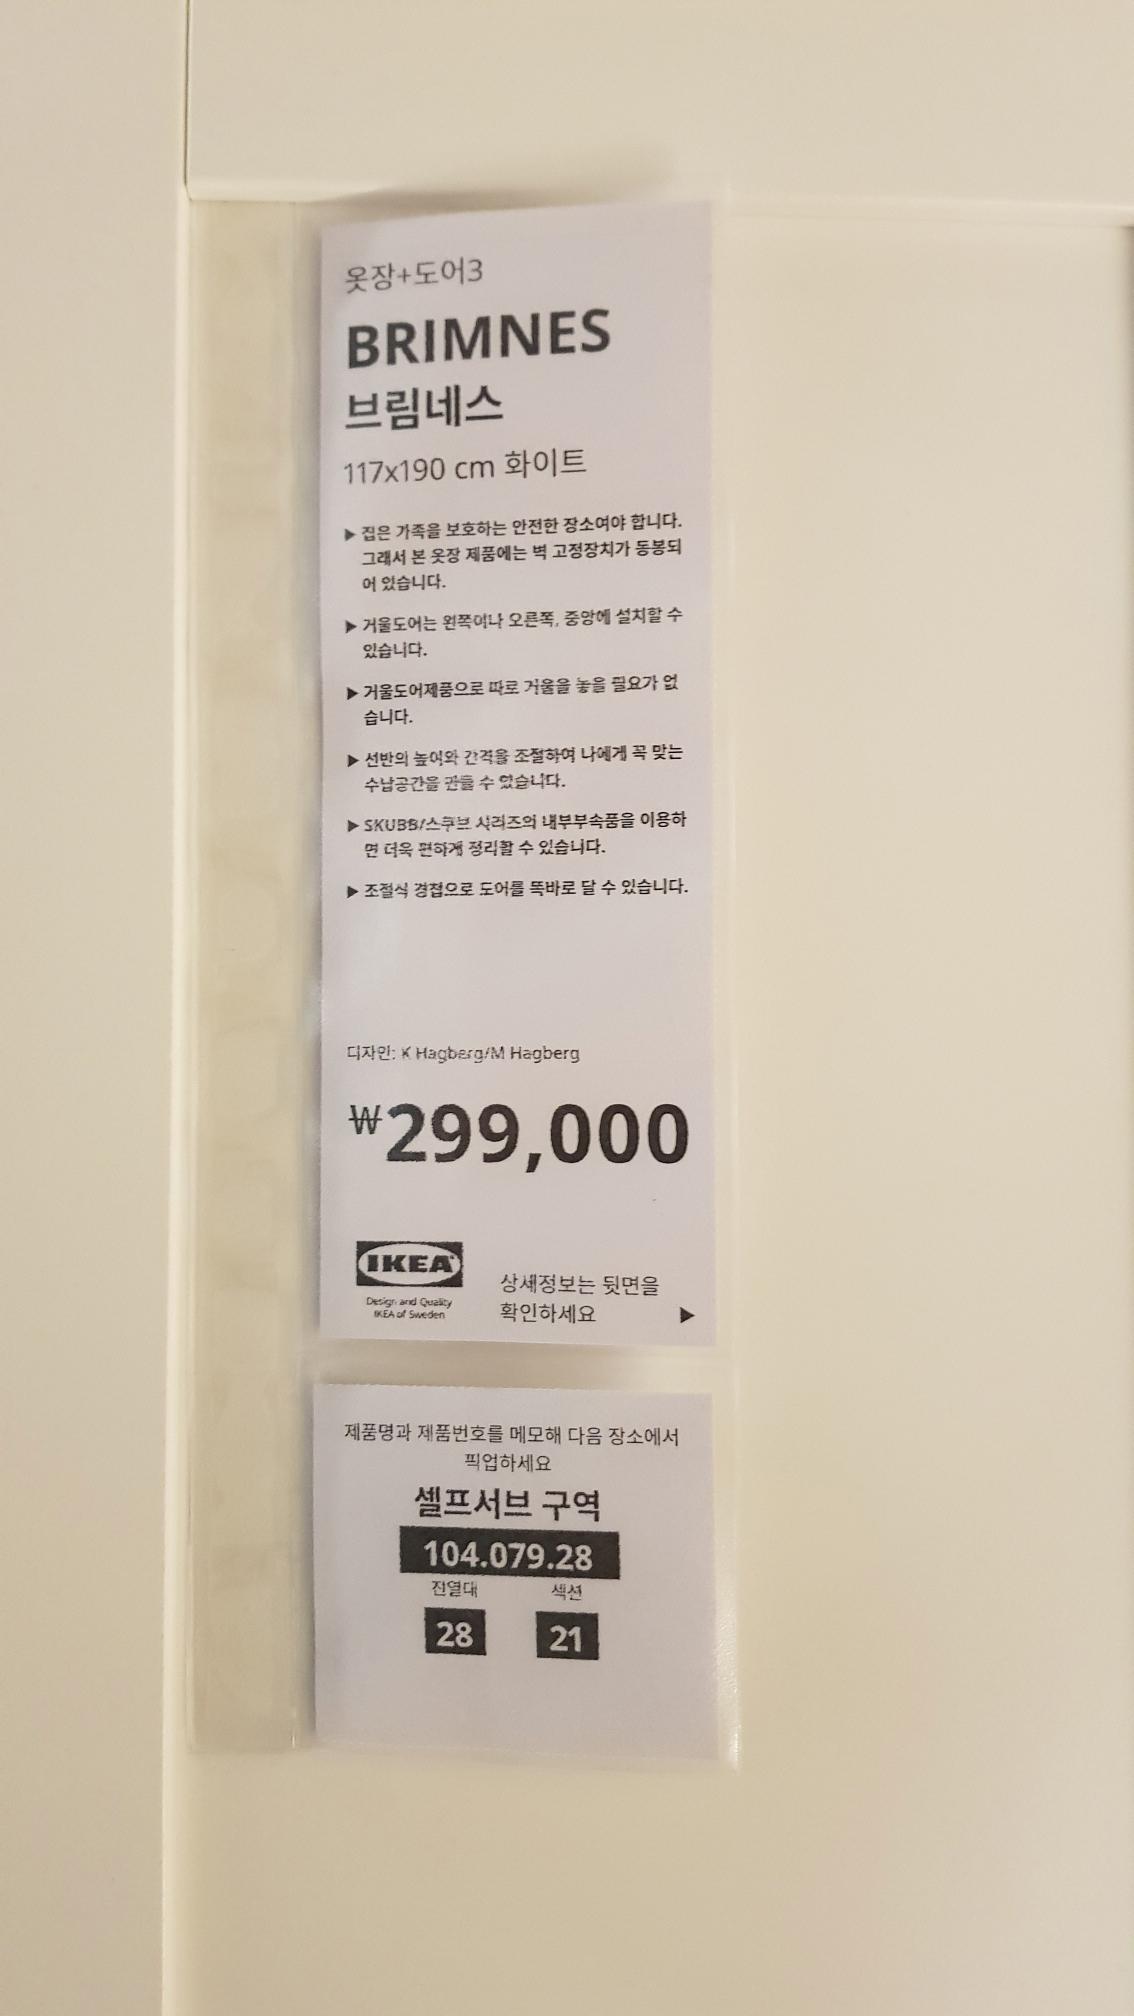 옷장+도어3
BRIMNES
브림네스
117x190 cm 화이트
▶ 집은 가족을 보호하는 안전한 장소여야 합니다.
그래서 본 옷장 제품에는 벽 고정장치가 동봉되
어 있습니다.
▶ 거울도어는 왼쪽이나 오른쪽, 중앙에 설치할 수
있습니다.
▶ 거울도어제품으로 따로 거울을 놓을 필요가 없
습니다.
▶ 선반의 높이와 간격을 조절하여 나에게 꼭 맞는
수납공간을 만들 수 있습니다.
▶ SKUBB/스쿠브 시리즈의 내부부속품을 이용하
면 더욱 편하게 정리할 수 있습니다.
▶ 조절식 경첩으로 도어를 똑바로 달 수 있습니다.
디자인: K Hagberg/M Hagberg
₩299,000
IKEA
Design and Quality
IKEA of Sweden
상세정보는 뒷면을
확인하세요 ▶
제품명과 제품번호를 메모해 다음 장소에서
픽업하세요
셀프서브 구역
104.079.28
진열대 섹션
28 21